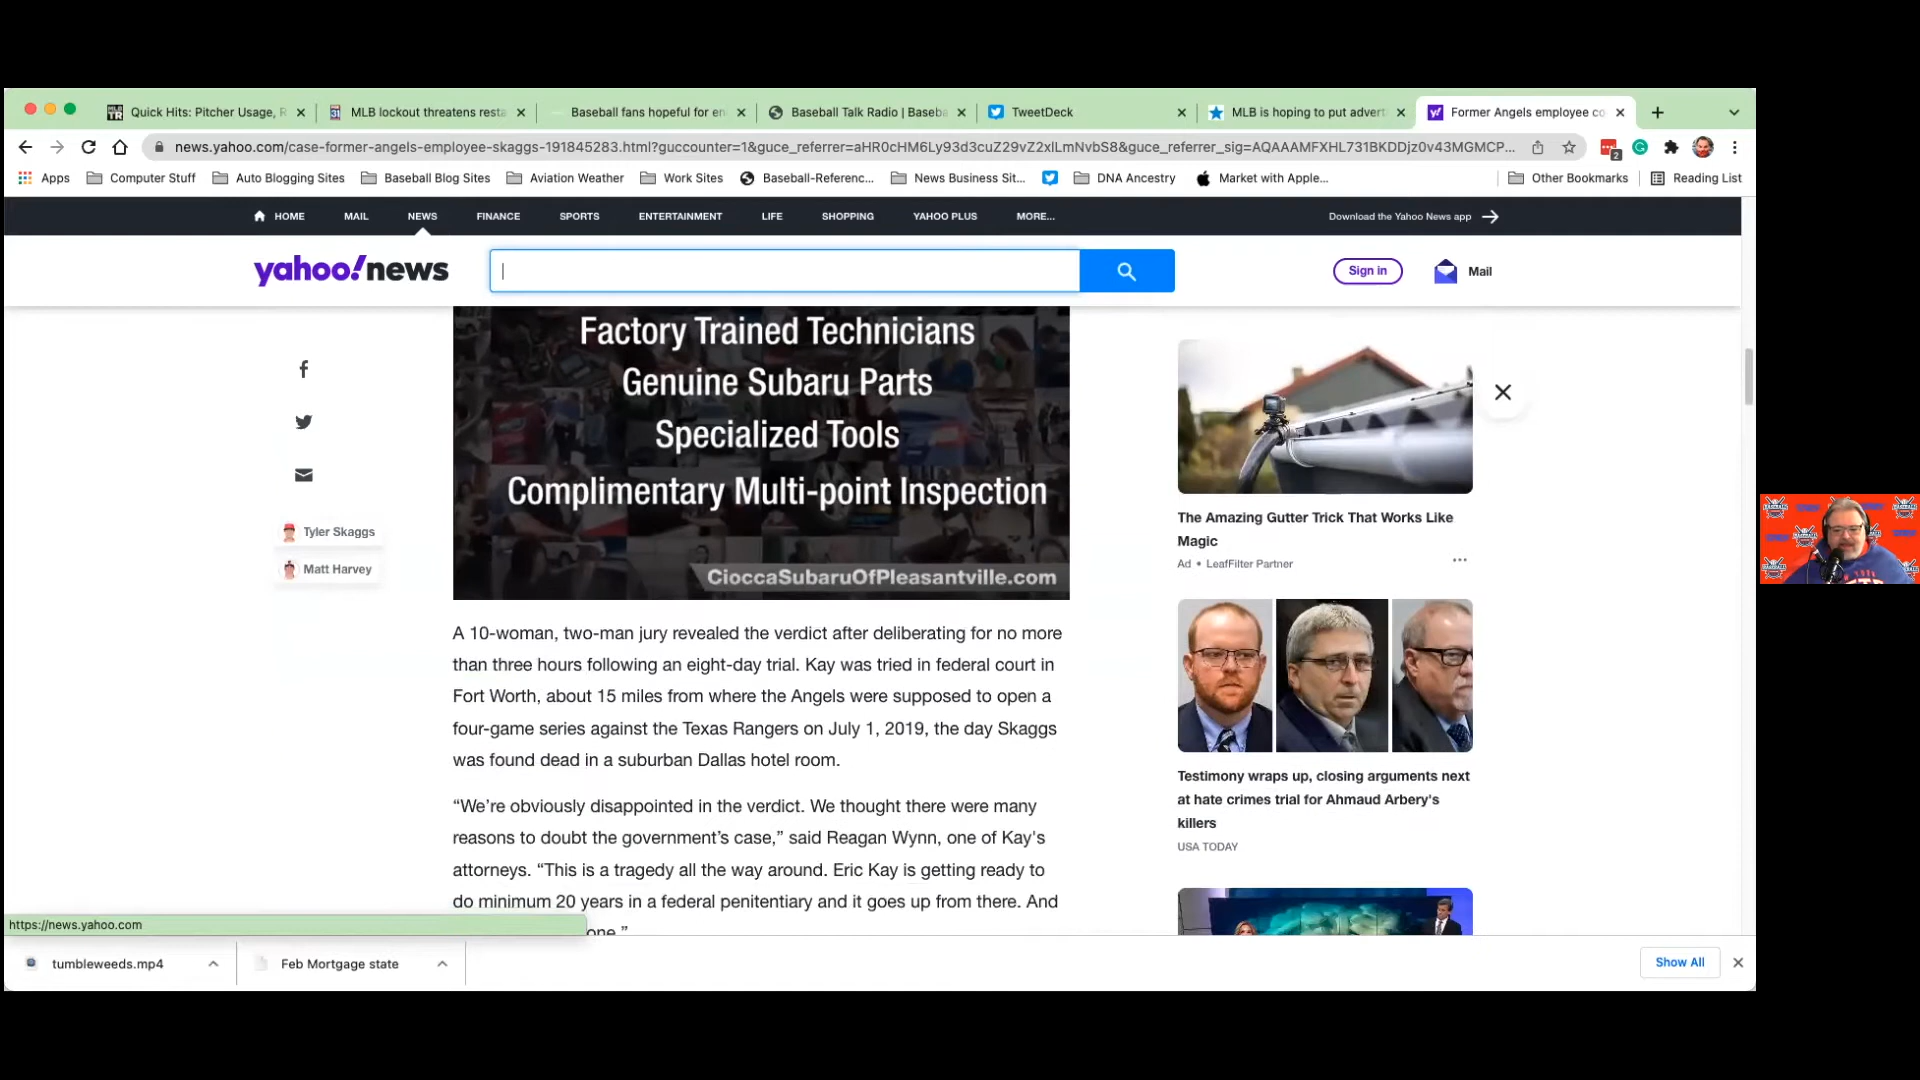 Quick Hits: Pitcher Usage, R
MLB lockout threatens resta
Baseball fans hopeful for en
Baseball Talk Radio | Baseba
TweetDeck
MLB is hoping to put advert
Former Angels employee co
news.yahoo.com/case-former-angels-employee-skaggs-191845283.html?guccounter=1&guce_referrer=aHR0cHM6Ly93d3cuZ29vZ2xlLmNvbS8&guce_referrer_sig=AQAAAMFXHL731BKDDjz0v43MGMCP...
2
Apps
Computer Stuff
Auto Blogging Sites
Baseball Blog Sites
Aviation Weather
Work Sites
Baseball-Referenc...
News Business Sit...
DNA Ancestry
Market with Apple...
Other Bookmarks
Reading List
HOME
MAIL
NEWS
FINANCE
SPORTS
ENTERTAINMENT
LIFE
SHOPPING
YAHOO PLUS
MORE...
Download the Yahoo News app
yahoo!news
Sign in
Mail
Factory Trained Technicians
Genuine Subaru Parts
Specialized Tools
Complimentary Multi-point Inspection
CioccaSubaruOfPleasantville.com
Tyler Skaggs
Matt Harvey
A 10-woman, two-man jury revealed the verdict after deliberating for no more
than three hours following an eight-day trial. Kay was tried in federal court in
Fort Worth, about 15 miles from where the Angels were supposed to open a
four-game series against the Texas Rangers on July 1, 2019, the day Skaggs
was found dead in a suburban Dallas hotel room.
“We’re obviously disappointed in the verdict. We thought there were many
reasons to doubt the government’s case,” said Reagan Wynn, one of Kay's
attorneys. “This is a tragedy all the way around. Eric Kay is getting ready to
do minimum 20 years in a federal penitentiary and it goes up from there. And
one.”
The Amazing Gutter Trick That Works Like
Magic
Ad • LeafFilter Partner
Testimony wraps up, closing arguments next
at hate crimes trial for Ahmaud Arbery's
killers
USA TODAY
https://news.yahoo.com
tumbleweeds.mp4
Feb Mortgage state
Show All